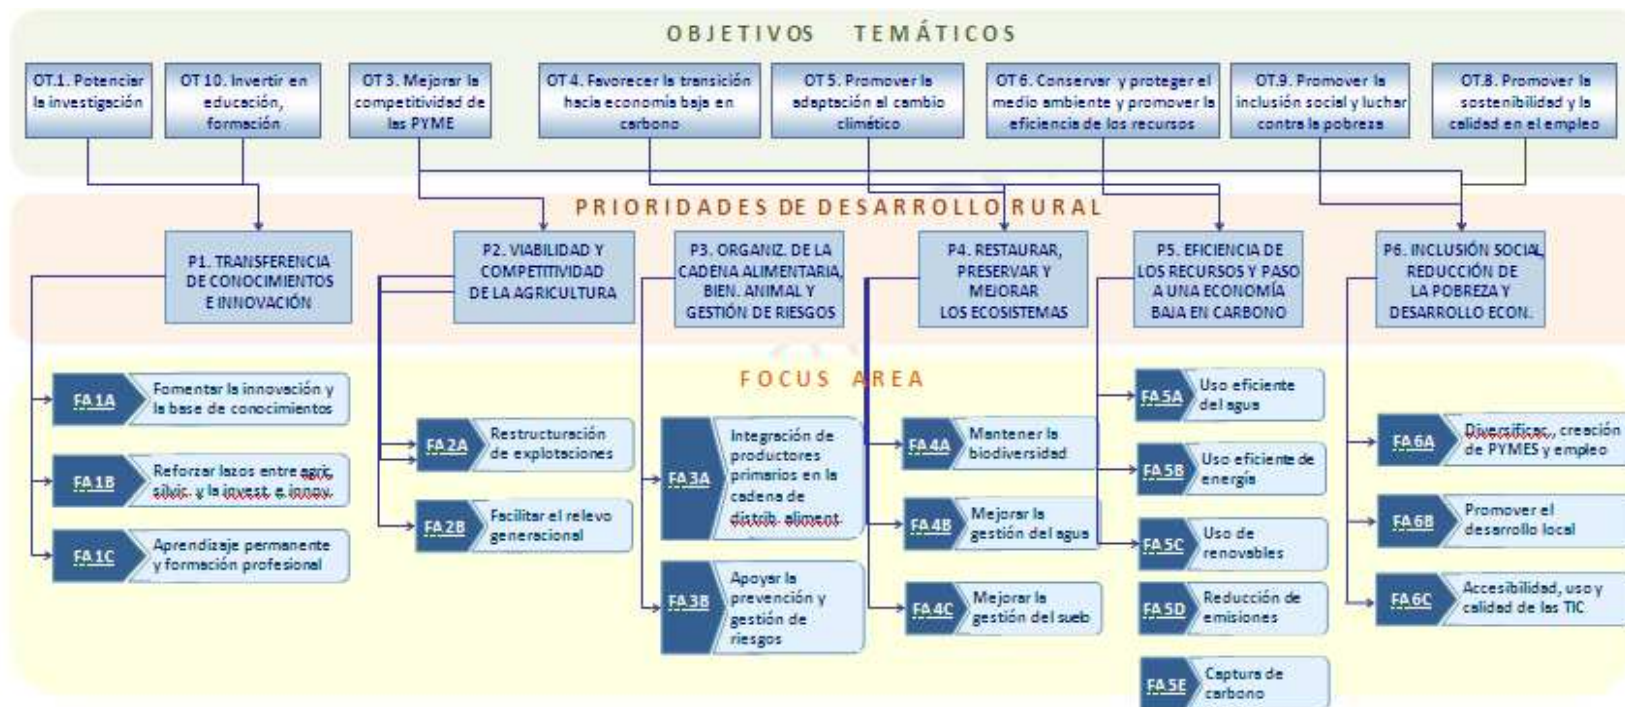 OBJETIVOS TEMÁTICOS
OT.1. Potenciar
la investigación
OT 10. Invertir en
educación,
formación
OT 3. Mejorar la
competitividad de
las PYME
OT 4. Favorecer la transición
hacia economía baja en
carbono
OT 5. Promover la
adaptación al cambio
climático
OT 6. Conservar y proteger el
medio ambiente y promover la
eficiencia de los recursos
OT.9. Promover la
inclusión social y luchar
contra la pobreza
OT.8. Promover la
sostenibilidad y la
calidad en el empleo
PRIORIDADES DE DESARROLLO RURAL
P1. TRANSFERENCIA
DE CONOCIMIENTOS
E INNOVACIÓN
P2. VIABILIDAD Y
COMPETITIVIDAD
DE LA AGRICULTURA
P3. ORGANIZ. DE LA
CADENA ALIMENTARIA,
BIEN. ANIMAL Y
GESTIÓN DE RIESGOS
P4. RESTAURAR,
PRESERVAR Y
MEJORAR
LOS ECOSISTEMAS
P5. EFICIENCIA DE
LOS RECURSOS Y PASO
A UNA ECONOMÍA
BAJA EN CARBONO
P6. INCLUSIÓN SOCIAL,
REDUCCIÓN DE
LA POBREZA Y
DESARROLLO ECON.
FOCUS AREA
FA.1A
Fomentar la innovación y
la base de conocimientos
FA.1B
Reforzar lazos entre agric,
silvic. y la invest. e innov.
FA.1C
Aprendizaje permanente
y formación profesional
FA.2A
Restructuración
de explotaciones
FA.2B
Facilitar el relevo
generacional
FA.3A
Integración de
productores
primarios en la
cadena de
distrib. aliment.
FA.3B
Apoyar la
prevención y
gestión de
riesgos
FA.4A
Mantener la
biodiversidad
FA.4B
Mejorar la
gestión del agua
FA.4C
Mejorar la
gestión del suelo
FA.5A
Uso eficiente
del agua
FA.5B
Uso eficiente de
energía
FA.5C
Uso de
renovables
FA.5D
Reducción de
emisiones
FA.5E
Captura de
carbono
FA.6A
Diversificac., creación
de PYMES y empleo
FA.6B
Promover el
desarrollo local
FA.6C
Accesibilidad, uso y
calidad de las TIC